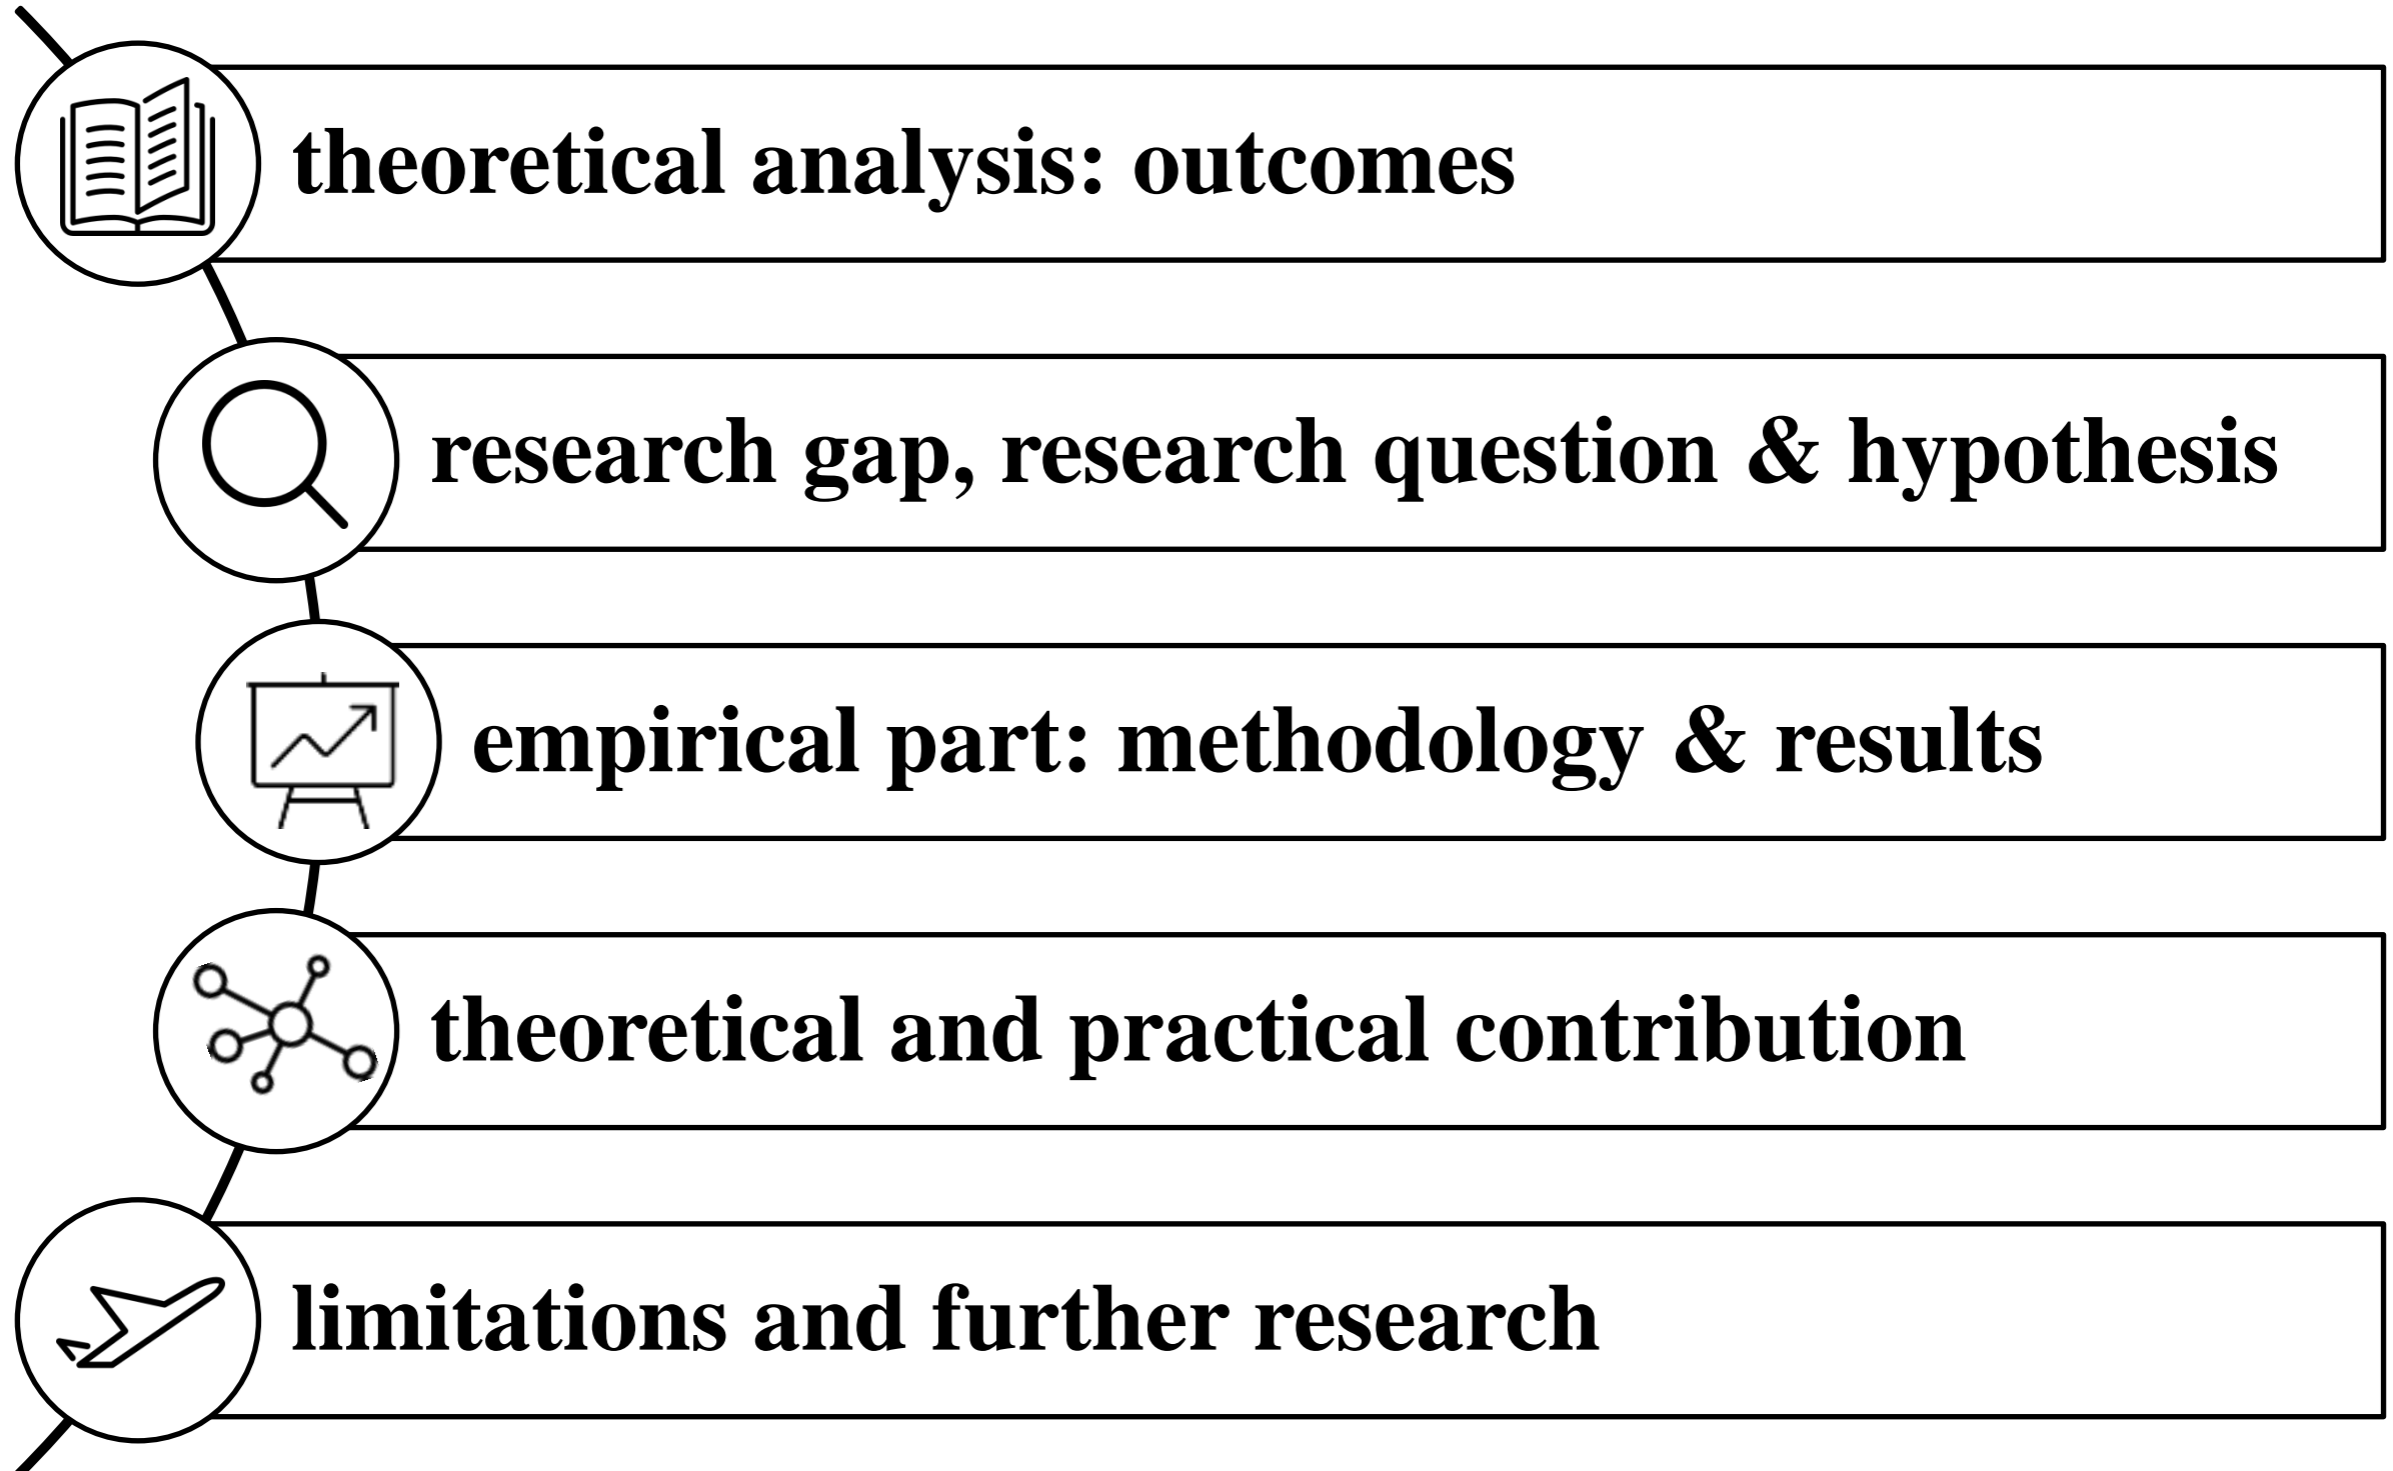 theoretical analysis: outcomes
research gap, research question & hypothesis
empirical part: methodology & results
theoretical and practical contribution
limitations and further research